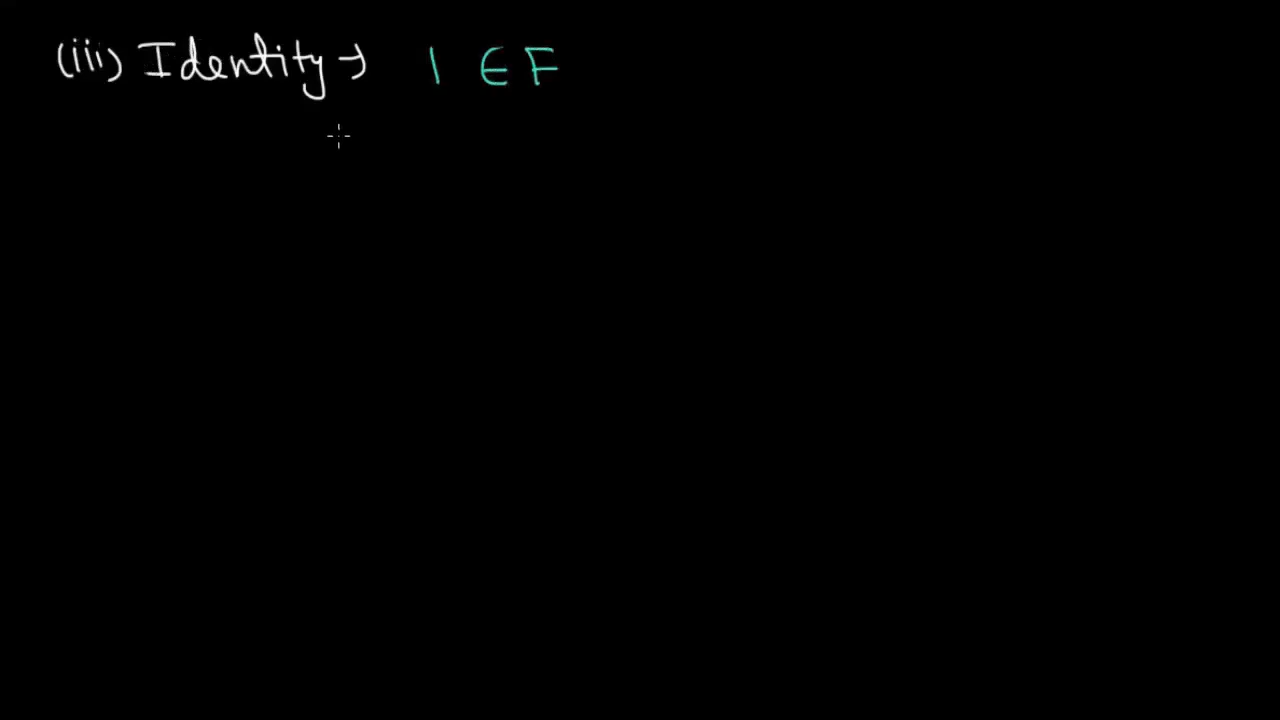 (iii) Identity → 1 ∈ F